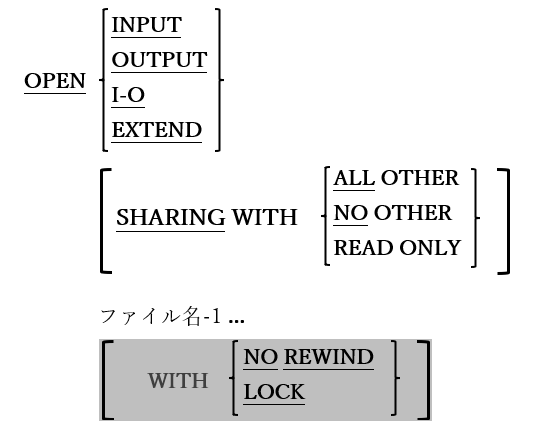 INPUT
OUTPUT
OPEN
I-O
EXTEND
ALL OTHER
SHARING WITH
NO OTHER
READ ONLY
ファイル名-1 ...
NO REWIND
WITH
LOCK